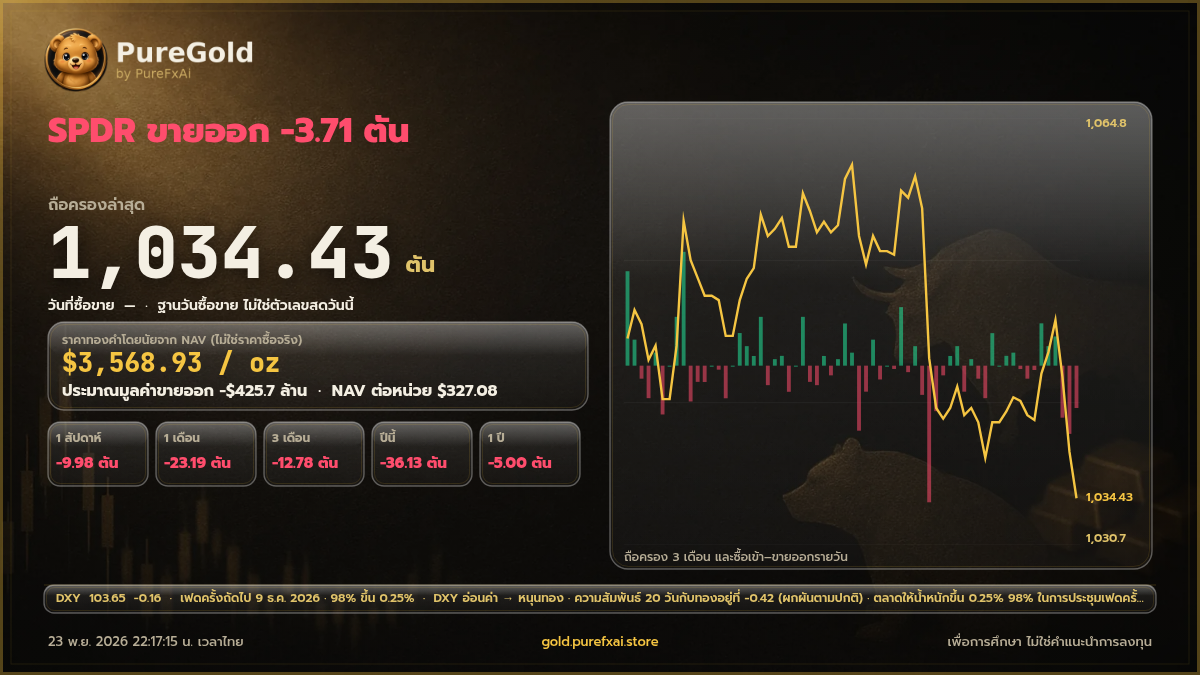 PureGold
by PureFxAi
SPDR ขายออก -3.71 ตัน
ถือครองล่าสุด
1,034.43 ตัน
วันที่ซื้อขาย — · ฐานวันซื้อขาย ไม่ใช่ตัวเลขสดวันนี้
ราคาทองคำโดยนัยจาก NAV (ไม่ใช่ราคาซื้อจริง)
$3,568.93 / oz
ประมาณมูลค่าขายออก -$425.7 ล้าน · NAV ต่อหน่วย $327.08
1 สัปดาห์
-9.98 ตัน
1 เดือน
-23.19 ตัน
3 เดือน
-12.78 ตัน
ปีนี้
-36.13 ตัน
1 ปี
-5.00 ตัน
1,064.8
1,034.43
1,030.7
ถือครอง 3 เดือน และซื้อเข้า–ขายออกรายวัน
DXY 103.65 -0.16 · เฟดครั้งถัดไป 9 ธ.ค. 2026 · 98% ขึ้น 0.25% · DXY อ่อนค่า → หนุนทอง · ความสัมพันธ์ 20 วันกับทองอยู่ที่ -0.42 (ผกผันตามปกติ) · ตลาดให้น้ำหนักขึ้น 0.25% 98% ในการประชุมเฟดครั้...
23 พ.ย. 2026 22:17:15 น. เวลาไทย
gold.purefxai.store
เพื่อการศึกษา ไม่ใช่คำแนะนำการลงทุน